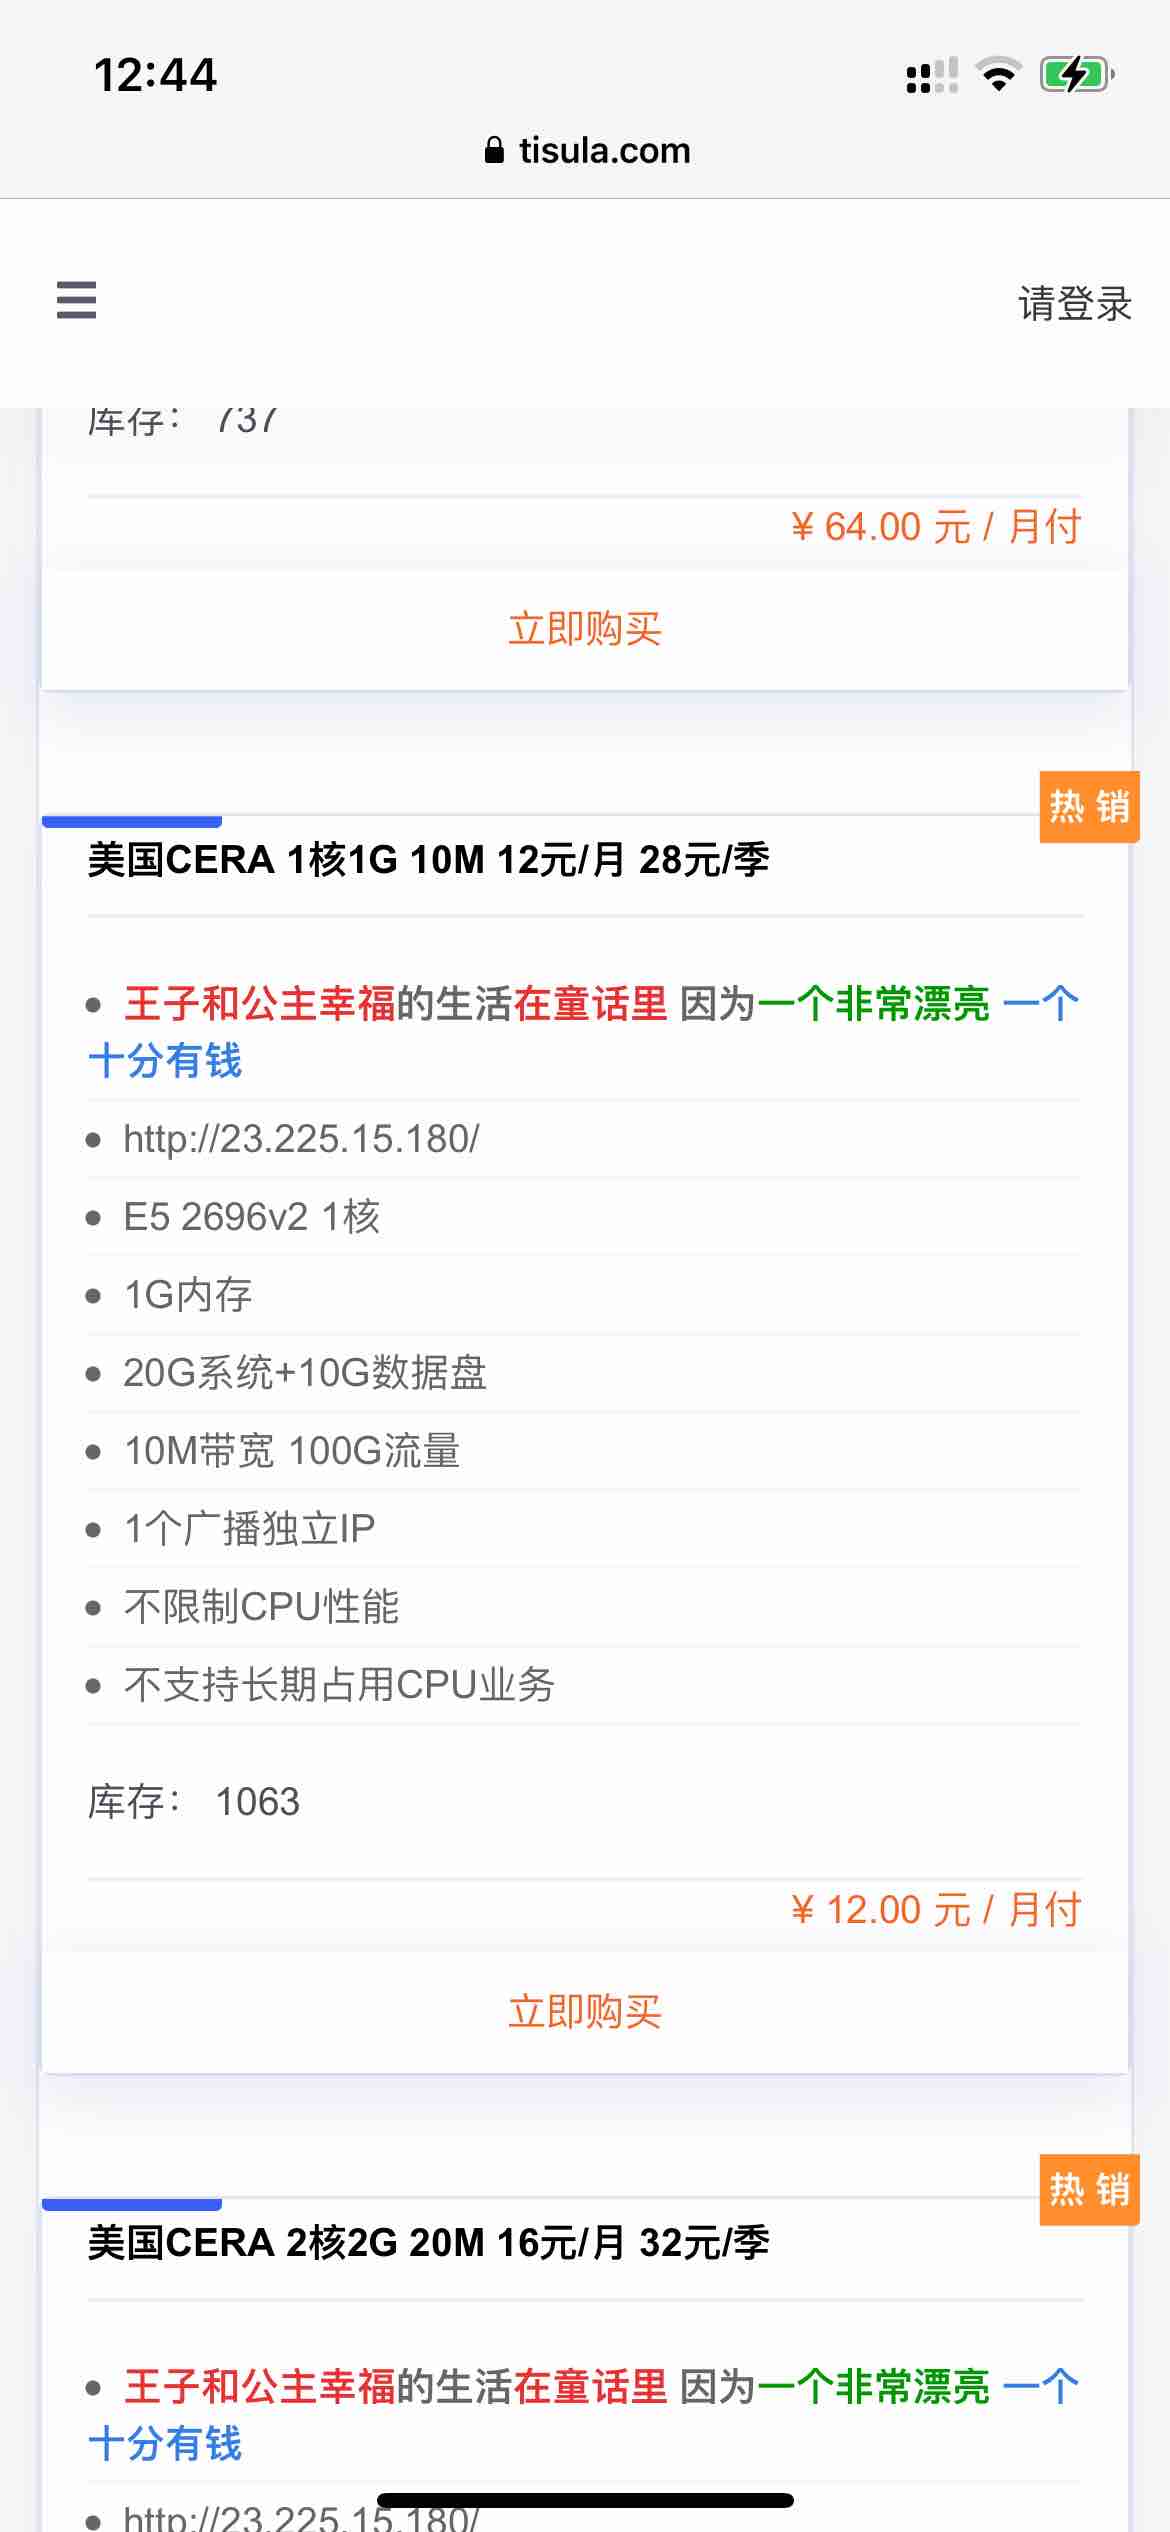 12:44
tisula.com
请登录
库存： 737
¥ 64.00 元 / 月付
立即购买
热 销
美国CERA 1核1G 10M 12元/月 28元/季
王子和公主幸福的生活在童话里 因为一个非常漂亮 一个
十分有钱
http://23.225.15.180/
E5 2696v2 1核
1G内存
20G系统+10G数据盘
10M带宽 100G流量
1个广播独立IP
不限制CPU性能
不支持长期占用CPU业务
库存： 1063
¥ 12.00 元 / 月付
立即购买
热 销
美国CERA 2核2G 20M 16元/月 32元/季
王子和公主幸福的生活在童话里 因为一个非常漂亮 一个
十分有钱
http://23.225.15.180/